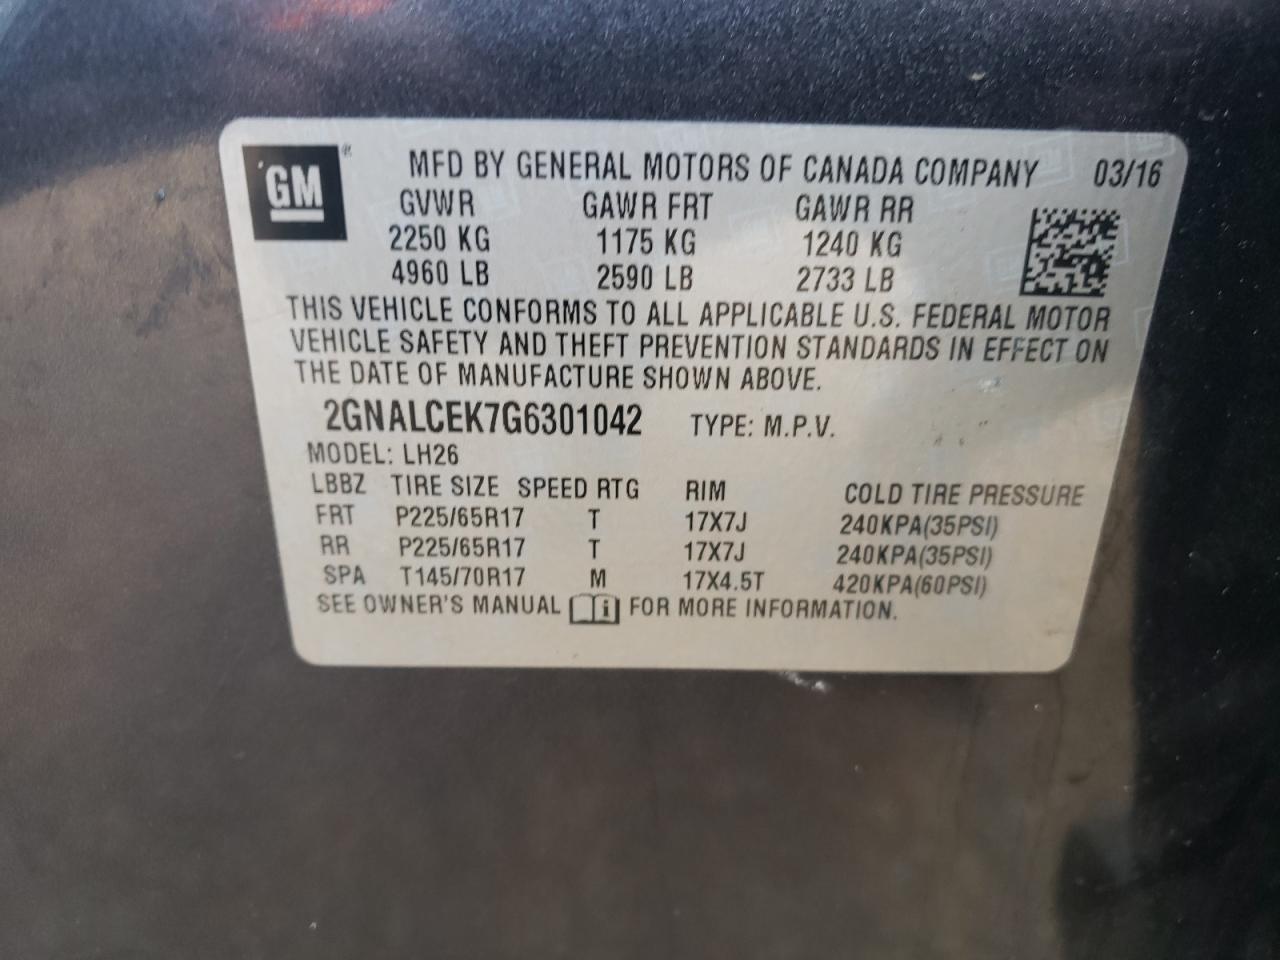 GM® MFD BY GENERAL MOTORS OF CANADA COMPANY 03/16
GVWR GAWR FRT GAWR RR
2250 KG 1175 KG 1240 KG
4960 LB 2590 LB 2733 LB
THIS VEHICLE CONFORMS TO ALL APPLICABLE U.S. FEDERAL MOTOR
VEHICLE SAFETY AND THEFT PREVENTION STANDARDS IN EFFECT ON
THE DATE OF MANUFACTURE SHOWN ABOVE.
2GNALCEK7G6301042 TYPE: M.P.V.
MODEL: LH26
LBBZ TIRE SIZE SPEED RTG RIM COLD TIRE PRESSURE
FRT P225/65R17 T 17X7J 240KPA(35PSI)
RR P225/65R17 T 17X7J 240KPA(35PSI)
SPA T145/70R17 M 17X4.5T 420KPA(60PSI)
SEE OWNER'S MANUAL i FOR MORE INFORMATION.